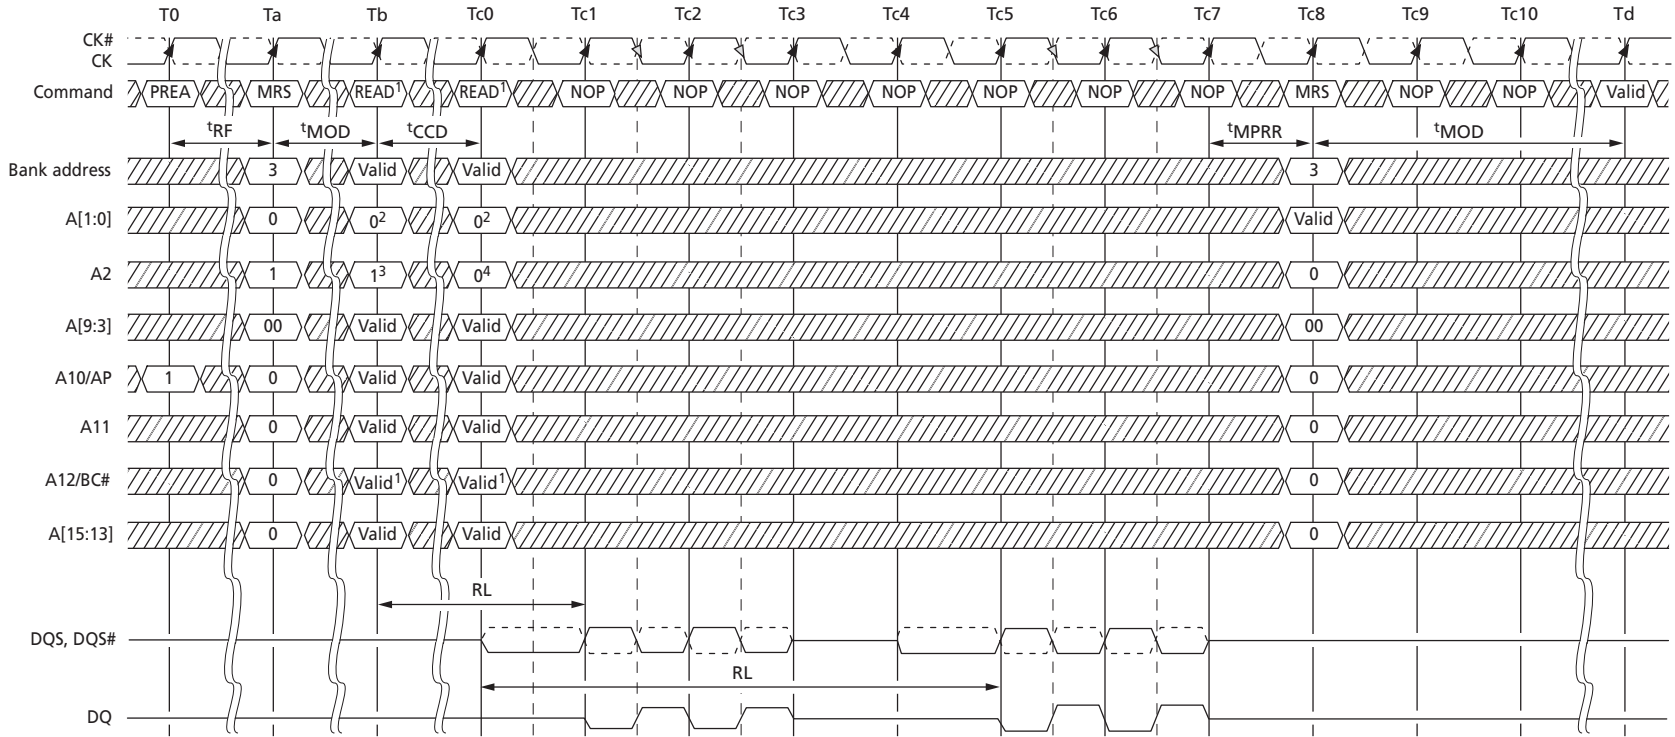 T0 Ta Tb Tc0 Tc1 Tc2 Tc3 Tc4 Tc5 Tc6 Tc7 Tc8 Tc9 Tc10 Td
CK#
CK
Command PREA MRS READ1 READ1 NOP NOP NOP NOP NOP NOP NOP MRS NOP NOP Valid
tRF tMOD tCCD tMPRR tMOD
Bank address 3 Valid Valid 3
A[1:0] 0 02 02 Valid
A2 1 13 04 0
A[9:3] 00 Valid Valid 00
A10/AP 1 0 Valid Valid 0
A11 0 Valid Valid 0
A12/BC# 0 Valid1 Valid1 0
A[15:13] 0 Valid Valid 0
RL
DQS, DQS#
RL
DQ